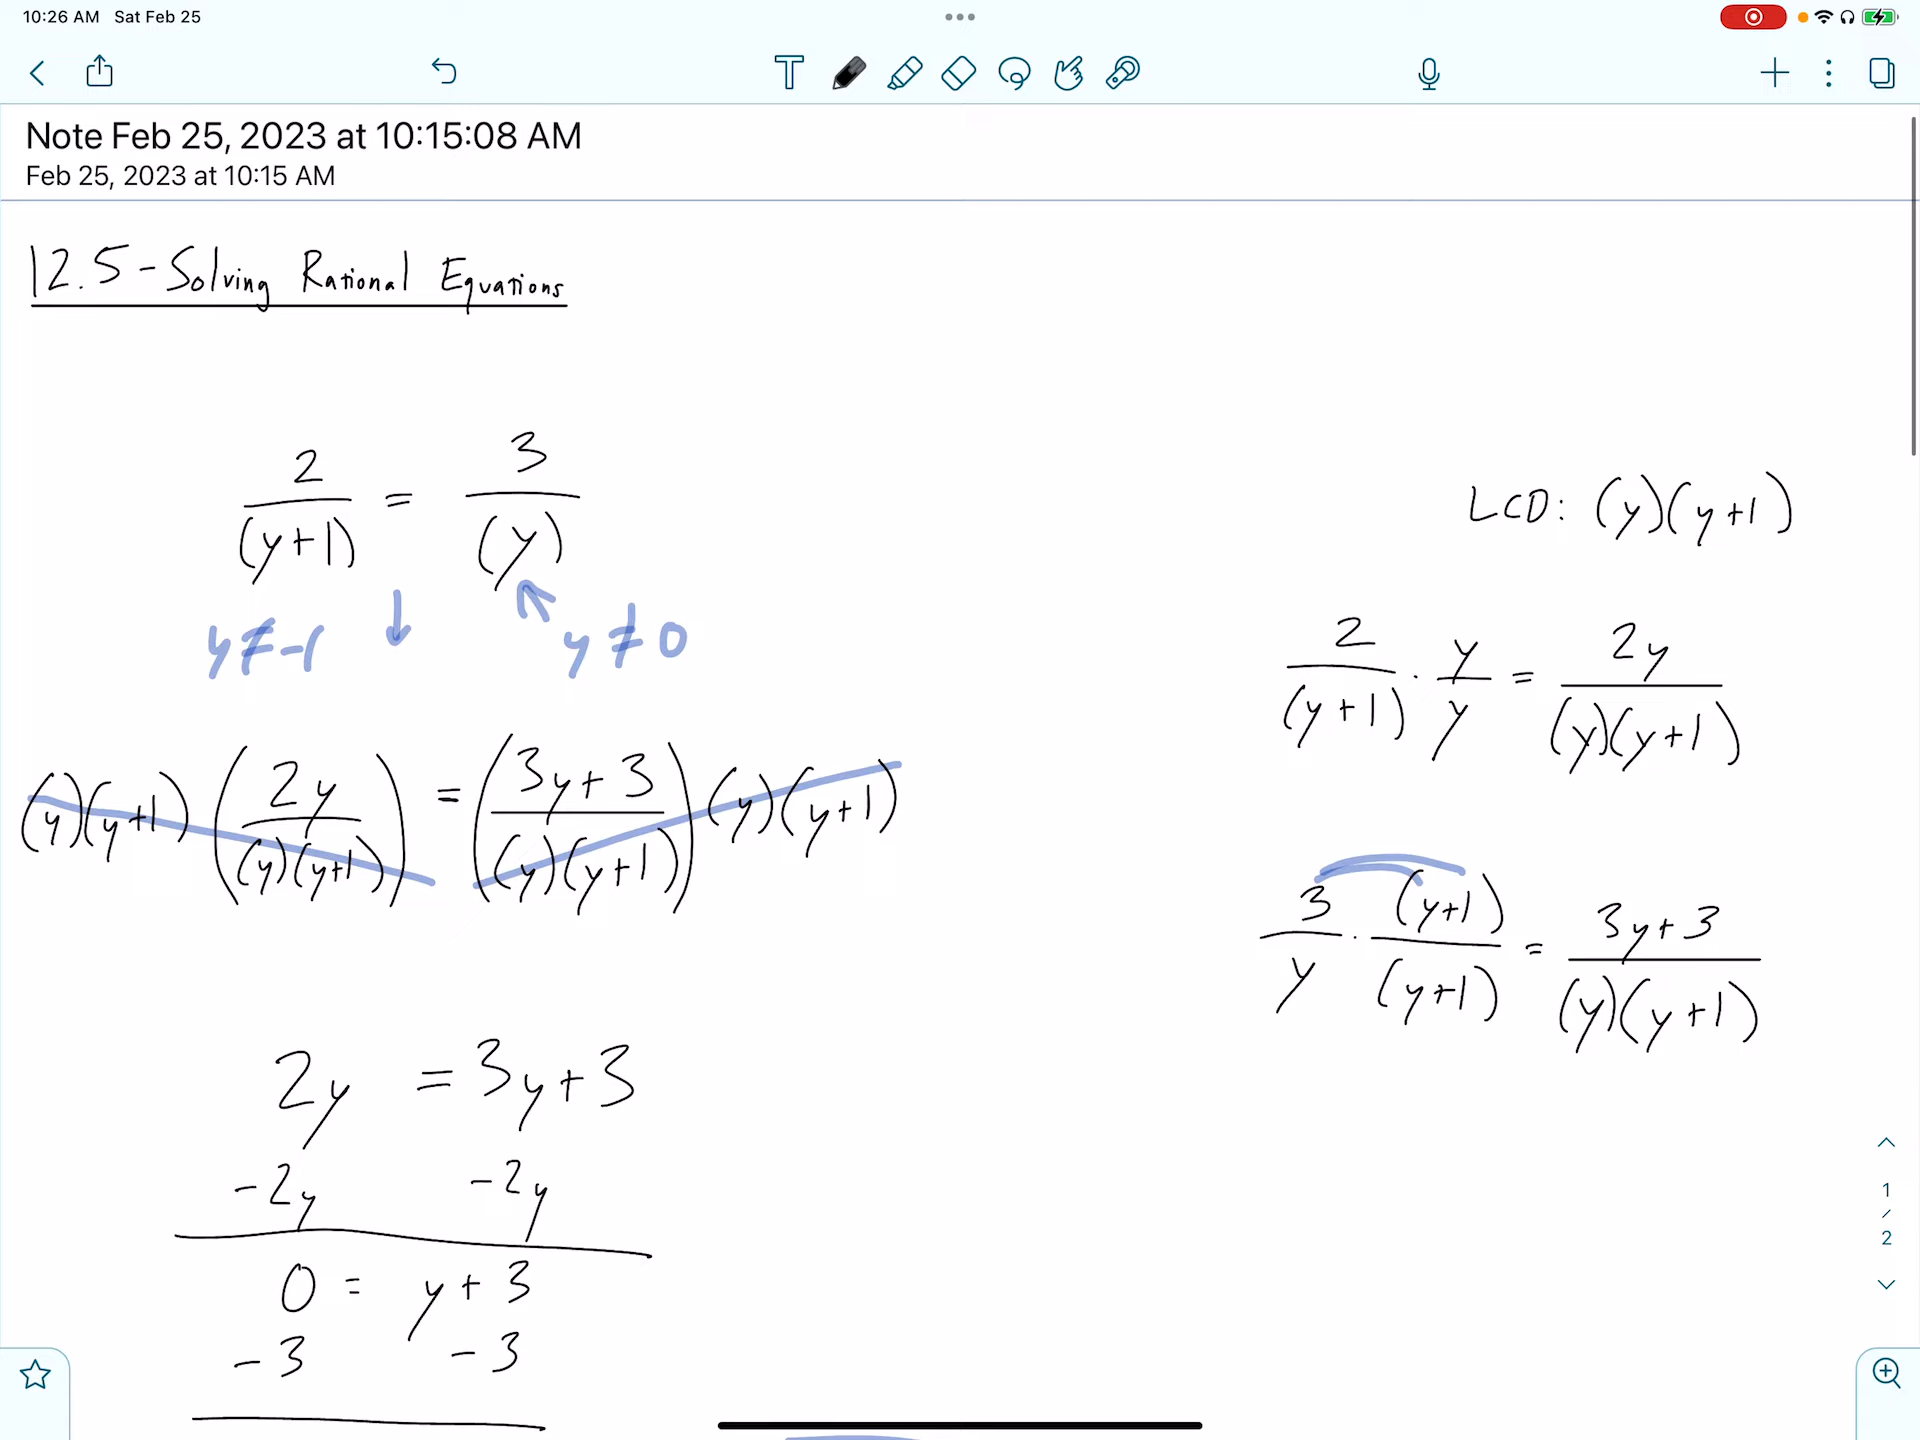 10:26 AM Sat Feb 25
T
Note Feb 25, 2023 at 10:15:08 AM
Feb 25, 2023 at 10:15 AM
12.5 - Solving Rational Equations
2/(y+1) = 3/(y)
y ≠ -1 ↓ y ≠ 0
(y)(y+1) (2y/(y)(y+1)) = (3y+3/(y)(y+1)) (y)(y+1)
2y = 3y+3
-2y -2y
0 = y+3
-3 -3
LCD: (y)(y+1)
2/(y+1) · y/y = 2y/(y)(y+1)
3/y · (y+1)/(y+1) = 3y+3/(y)(y+1)
1
/
2